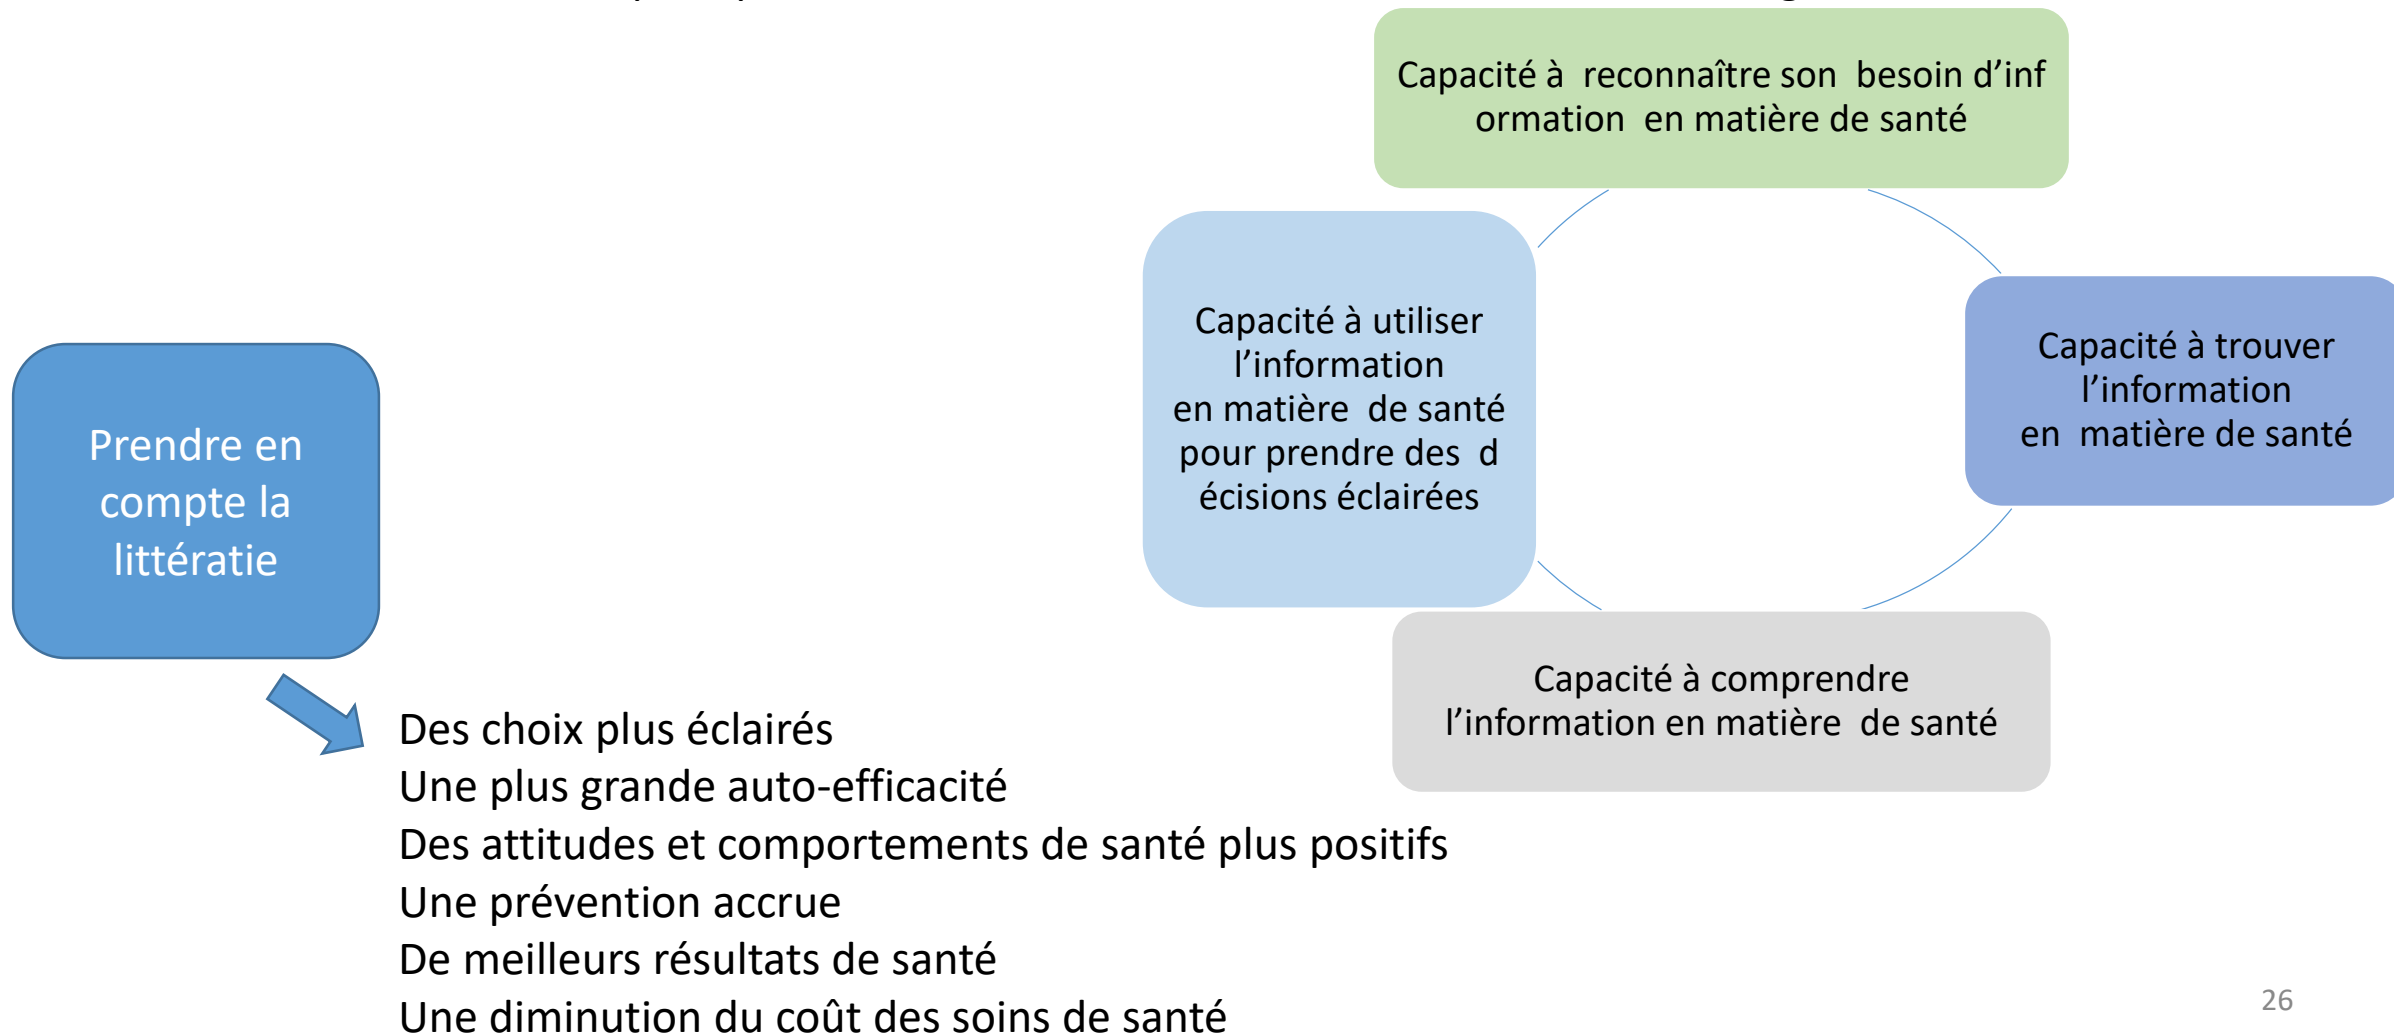 Capacité à  reconnaître son  besoin d’inf
ormation  en matière de santé
Capacité à utiliser
l’information
en matière  de santé
pour prendre des  d
écisions éclairées
Capacité à trouver
l’information
en  matière de santé
Prendre en
compte la
littératie
Capacité à comprendre
l’information en matière  de santé
Des choix plus éclairés
Une plus grande auto-efficacité
Des attitudes et comportements de santé plus positifs
Une prévention accrue
De meilleurs résultats de santé
Une diminution du coût des soins de santé
26